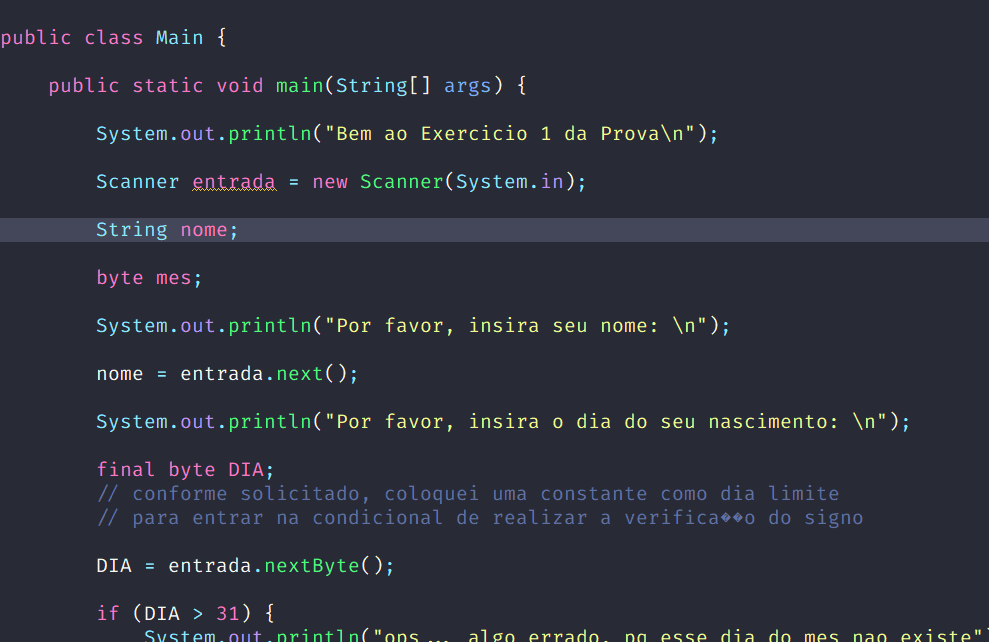 public class Main {
public static void main(String[] args) {
System.out.println("Bem ao Exercicio 1 da Prova\n");
Scanner entrada = new Scanner(System.in);
String nome;
byte mes;
System.out.println("Por favor, insira seu nome: \n");
nome = entrada.next();
System.out.println("Por favor, insira o dia do seu nascimento: \n");
final byte DIA;
// conforme solicitado, coloquei uma constante como dia limite
// para entrar na condicional de realizar a verifica��o do signo
DIA = entrada.nextByte();
if (DIA > 31) {
System.out.println("ops... algo errado, pq esse dia do mes nao existe")